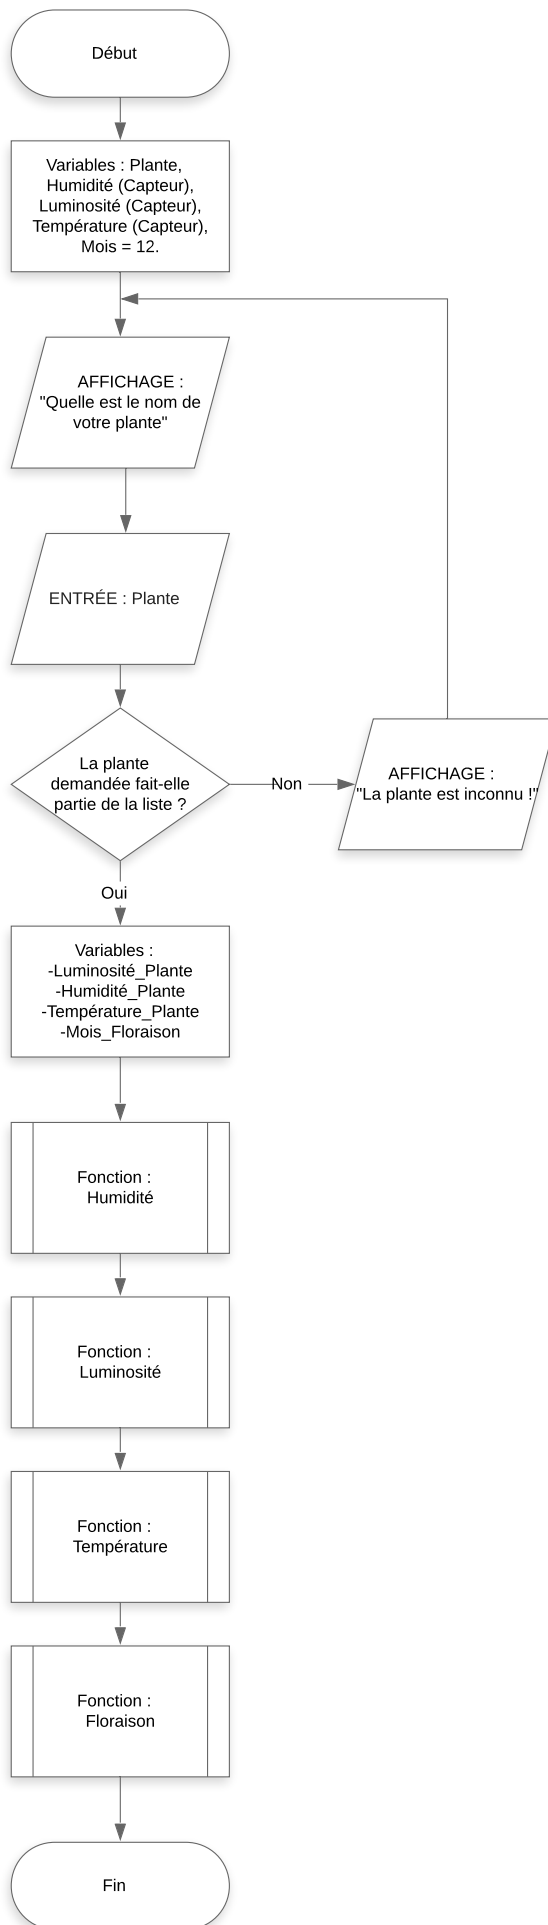 Début
Variables : Plante,
Humidité (Capteur),
Luminosité (Capteur),
Température (Capteur),
Mois = 12.
AFFICHAGE :
"Quelle est le nom de
votre plante"
ENTRÉE : Plante
La plante
demandée fait-elle
partie de la liste ?
Non
AFFICHAGE :
"La plante est inconnu !"
Oui
Variables :
-Luminosité_Plante
-Humidité_Plante
-Température_Plante
-Mois_Floraison
Fonction :
Humidité
Fonction :
Luminosité
Fonction :
Température
Fonction :
Floraison
Fin